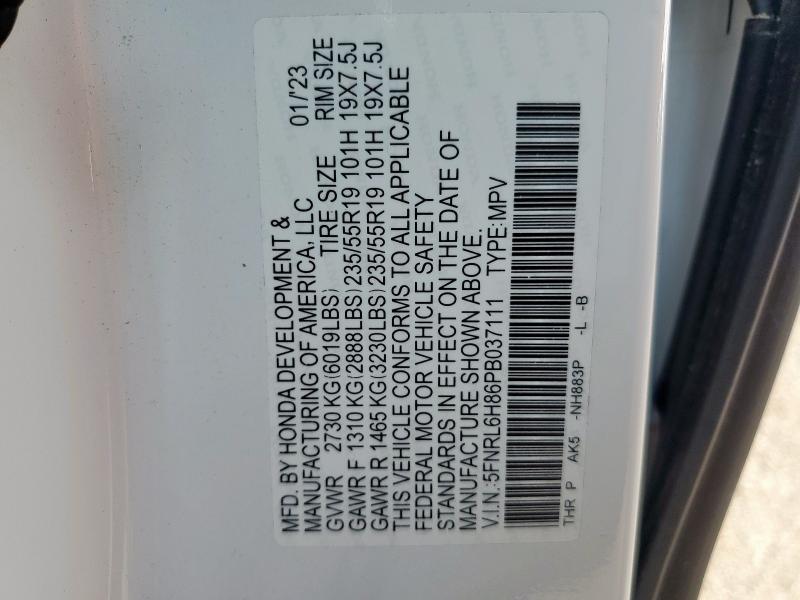 MFD. BY HONDA DEVELOPMENT &
MANUFACTURING OF AMERICA, LLC 01/'23
GVWR 2730 KG(6019LBS) TIRE SIZE RIM SIZE
GAWR F 1310 KG(2888LBS) 235/55R19 101H 19X7.5J
GAWR R 1465 KG(3230LBS) 235/55R19 101H 19X7.5J
THIS VEHICLE CONFORMS TO ALL APPLICABLE
FEDERAL MOTOR VEHICLE SAFETY
STANDARDS IN EFFECT ON THE DATE OF
MANUFACTURE SHOWN ABOVE.
V.I.N.:5FNRL6H86PB037111 TYPE:MPV
THR P AK5 -NH883P -L -B